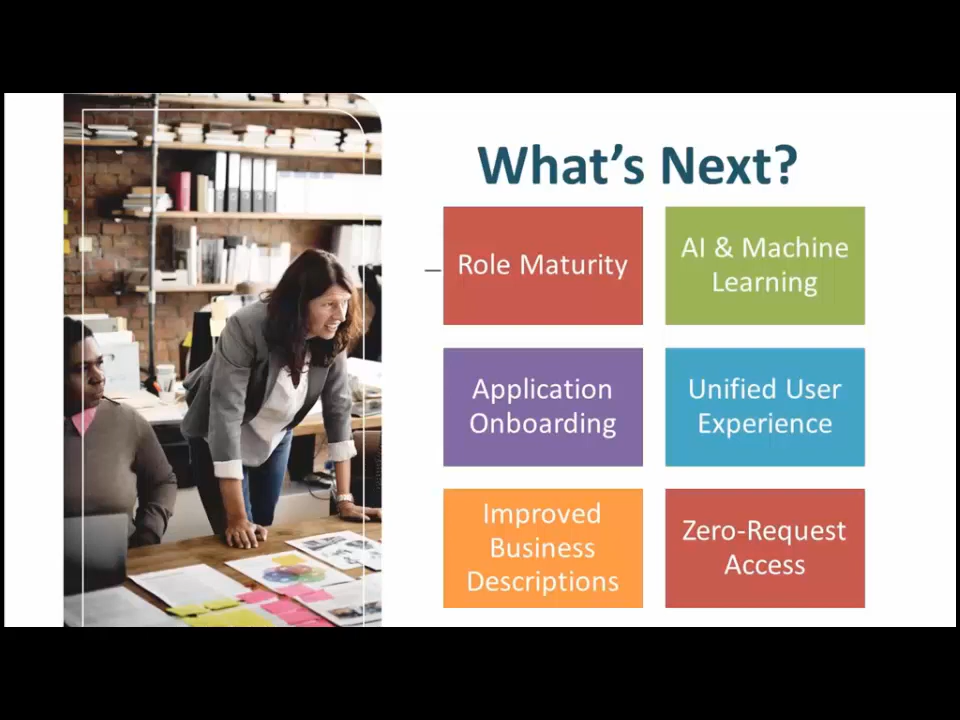 What’s Next?
Role Maturity
AI & Machine
Learning
Application
Onboarding
Unified User
Experience
Improved
Business
Descriptions
Zero-Request
Access